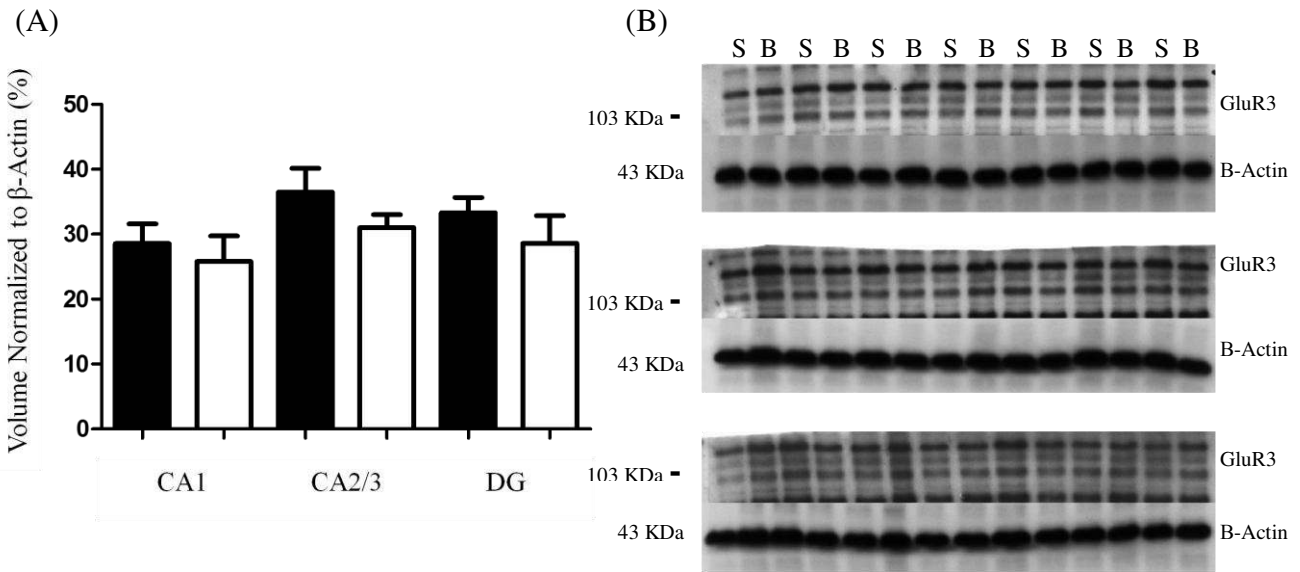 (A)
Volume Normalized to β-Actin (%)
50
40
30
20
10
0
CA1 CA2/3 DG
(B)
S B S B S B S B S B S B S B
103 KDa -
GluR3
43 KDa
B-Actin
103 KDa -
GluR3
43 KDa
B-Actin
103 KDa -
GluR3
43 KDa
B-Actin